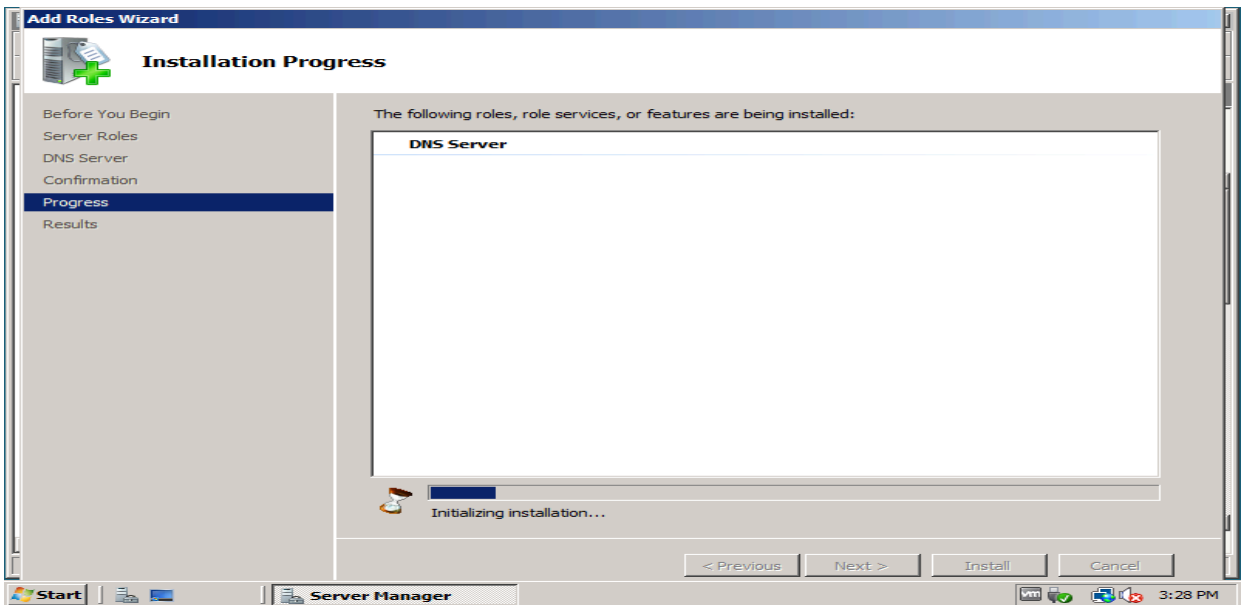 Add Roles Wizard
Installation Progress
Before You Begin
Server Roles
DNS Server
Confirmation
Progress
Results
The following roles, role services, or features are being installed:
DNS Server
Initializing installation...
< Previous
Next >
Install
Cancel
Start
Server Manager
vm
3:28 PM